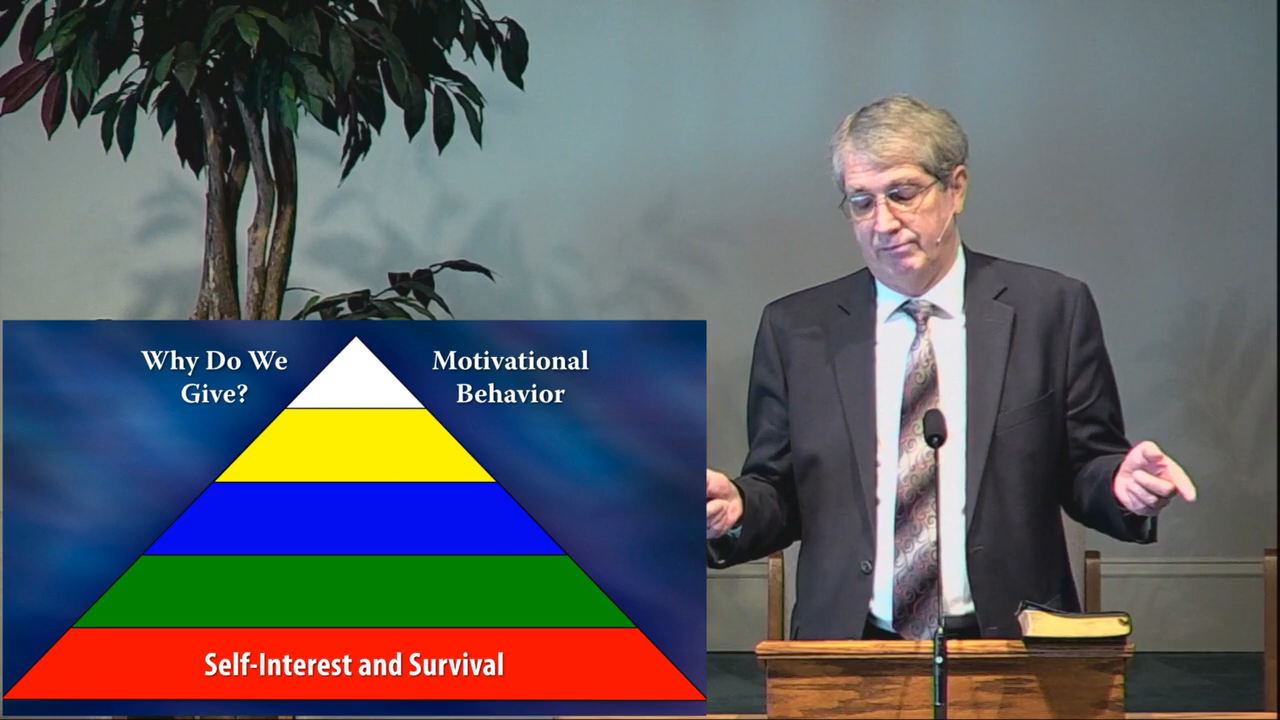 Why Do We
Give?
Motivational
Behavior
Self-Interest and Survival